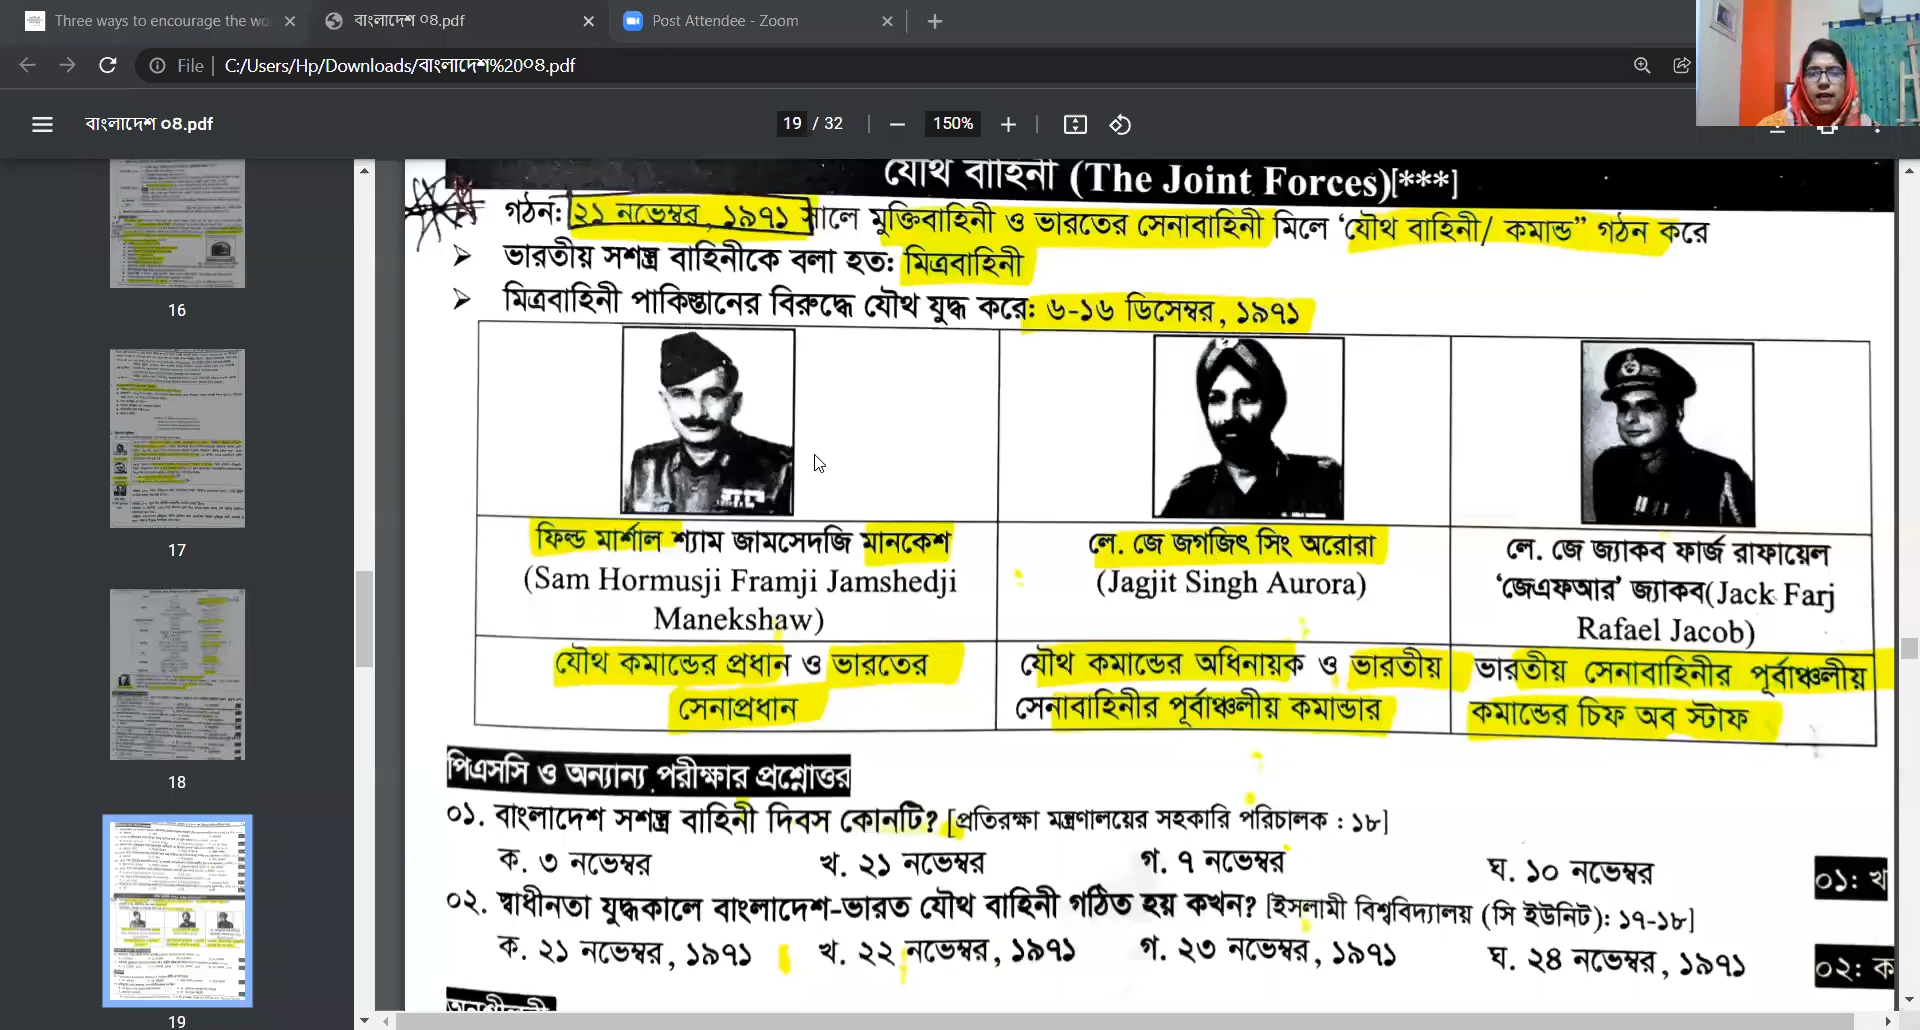 Three ways to encourage the wo
বাংলাদেশ ০৪.pdf
Post Attendee - Zoom
File
C:/Users/Hp/Downloads/বাংলাদেশ%20০৪.pdf
বাংলাদেশ ০৪.pdf
19 / 32
150%
যৌথ বাহিনী (The Joint Forces)[***]
গঠন: ২১ নভেম্বর, ১৯৭১ সালে মুক্তিবাহিনী ও ভারতের সেনাবাহিনী মিলে ‘যৌথ বাহিনী/ কমান্ড” গঠন করে
ভারতীয় সশস্ত্র বাহিনীকে বলা হত: মিত্রবাহিনী
মিত্রবাহিনী পাকিস্তানের বিরুদ্ধে যৌথ যুদ্ধ করে: ৬-১৬ ডিসেম্বর, ১৯৭১
ফিল্ড মার্শাল শ্যাম জামসেদজি মানকেশ
(Sam Hormusji Framji Jamshedji
Manekshaw)
লে. জে জগজিৎ সিং অরোরা
(Jagjit Singh Aurora)
লে. জে জ্যাকব ফার্জ রাফায়েল
‘জেএফআর’ জ্যাকব(Jack Farj
Rafael Jacob)
যৌথ কমান্ডের প্রধান ও ভারতের
সেনাপ্রধান
যৌথ কমান্ডের অধিনায়ক ও ভারতীয়
সেনাবাহিনীর পূর্বাঞ্চলীয় কমান্ডার
ভারতীয় সেনাবাহিনীর পূর্বাঞ্চলীয়
কমান্ডের চিফ অব স্টাফ
পিএসসি ও অন্যান্য পরীক্ষার প্রশ্নোত্তর
০১. বাংলাদেশ সশস্ত্র বাহিনী দিবস কোনটি? [প্রতিরক্ষা মন্ত্রণালয়ের সহকারি পরিচালক : ১৮]
ক. ৩ নভেম্বর খ. ২১ নভেম্বর গ. ৭ নভেম্বর ঘ. ১০ নভেম্বর ০১: খ
০২. স্বাধীনতা যুদ্ধকালে বাংলাদেশ-ভারত যৌথ বাহিনী গঠিত হয় কখন? [ইসলামী বিশ্ববিদ্যালয় (সি ইউনিট): ১৭-১৮]
ক. ২১ নভেম্বর, ১৯৭১ খ. ২২ নভেম্বর, ১৯৭১ গ. ২৩ নভেম্বর, ১৯৭১ ঘ. ২৪ নভেম্বর, ১৯৭১ ০২: ক
16
17
18
19